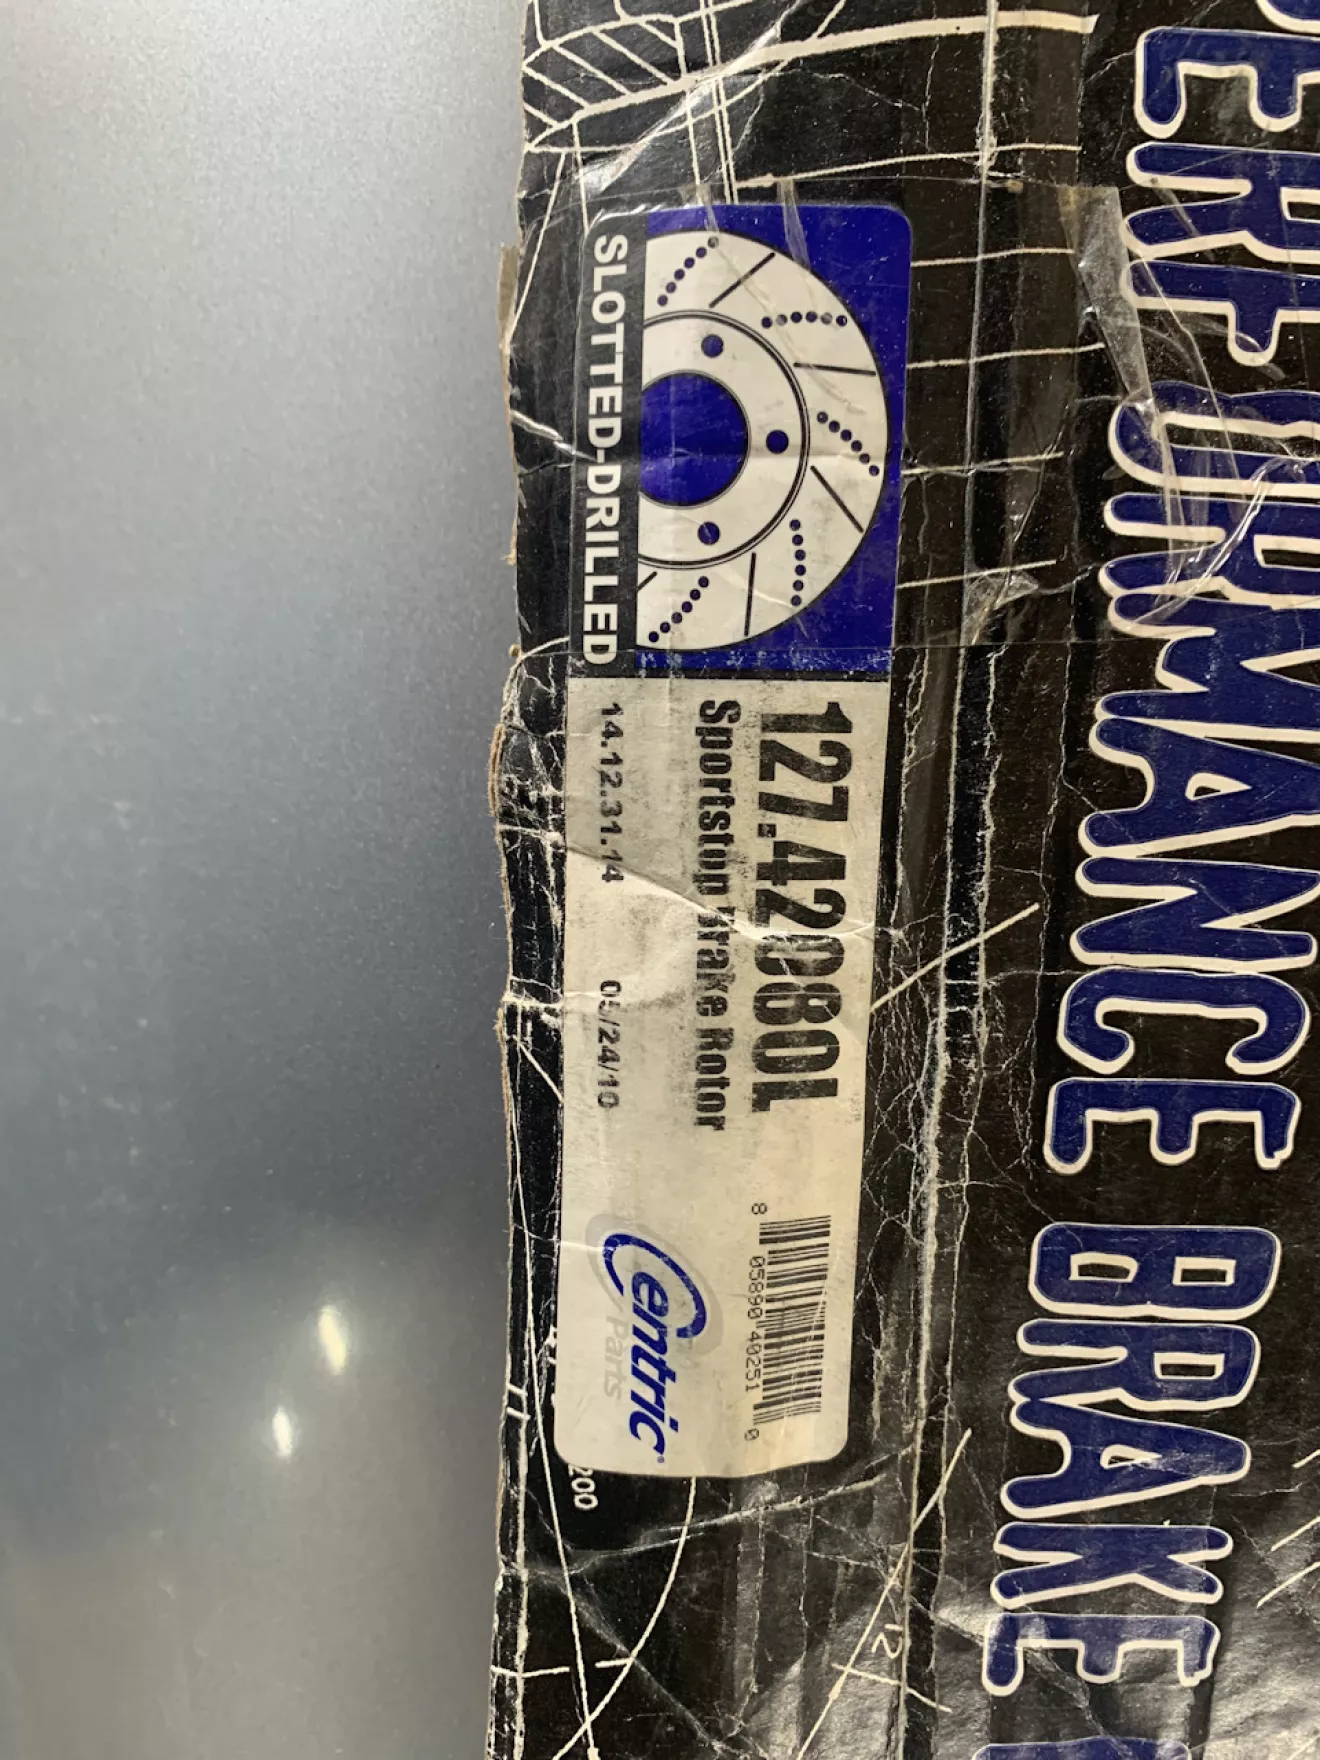 PERFORMANCE BRAKE
SLOTTED-DRILLED
127.42080L
Sportstop Brake Rotor
14.12.31.14 05/24/10
8 05890 40251 0
Centric
Parts
200
12